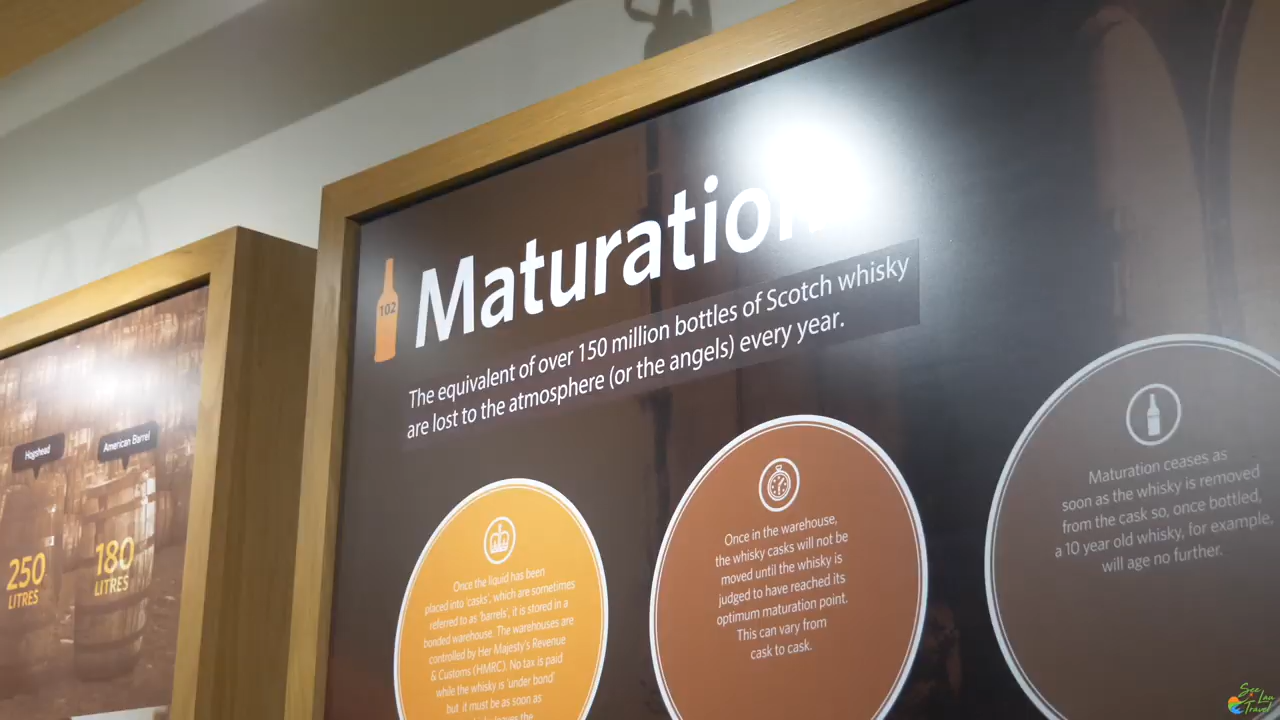 102
Maturation
The equivalent of over 150 million bottles of Scotch whisky
are lost to the atmosphere (or the angels) every year.
Hogshead
250
LITRES
American Barrel
180
LITRES
Once the liquid has been
placed into 'casks', which are sometimes
referred to as 'barrels', it is stored in a
bonded warehouse. The warehouses are
controlled by Her Majesty's Revenue
& Customs (HMRC). No tax is paid
while the whisky is 'under bond'
but it must be as soon as
leaves the
Once in the warehouse,
the whisky casks will not be
moved until the whisky is
judged to have reached its
optimum maturation point.
This can vary from
cask to cask.
Maturation ceases as
soon as the whisky is removed
from the cask so, once bottled,
a 10 year old whisky, for example,
will age no further.
See Lan
Travel